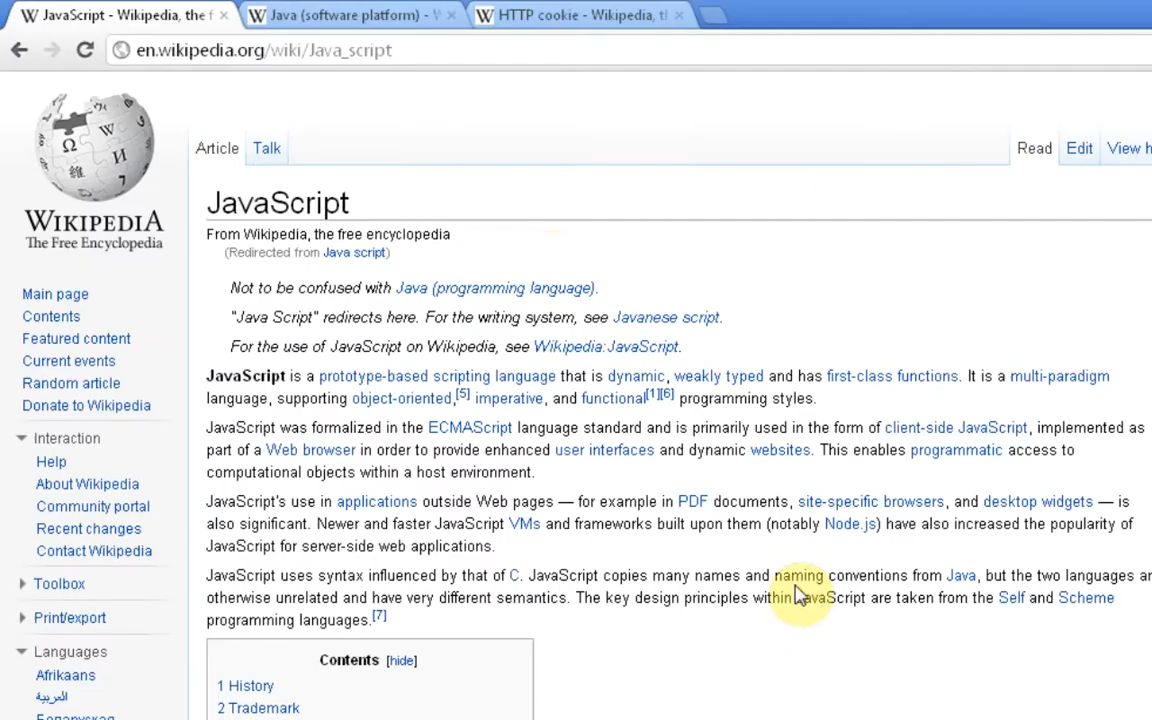 JavaScript - Wikipedia, the f
Java (software platform) - W
HTTP cookie - Wikipedia, tl
en.wikipedia.org/wiki/Java_script
WIKIPEDIA
The Free Encyclopedia
Article Talk Read Edit View h
JavaScript
From Wikipedia, the free encyclopedia
(Redirected from Java script)
Not to be confused with Java (programming language).
"Java Script" redirects here. For the writing system, see Javanese script.
For the use of JavaScript on Wikipedia, see Wikipedia:JavaScript.
JavaScript is a prototype-based scripting language that is dynamic, weakly typed and has first-class functions. It is a multi-paradigm
language, supporting object-oriented,[5] imperative, and functional[1][6] programming styles.
JavaScript was formalized in the ECMAScript language standard and is primarily used in the form of client-side JavaScript, implemented as
part of a Web browser in order to provide enhanced user interfaces and dynamic websites. This enables programmatic access to
computational objects within a host environment.
JavaScript's use in applications outside Web pages — for example in PDF documents, site-specific browsers, and desktop widgets — is
also significant. Newer and faster JavaScript VMs and frameworks built upon them (notably Node.js) have also increased the popularity of
JavaScript for server-side web applications.
JavaScript uses syntax influenced by that of C. JavaScript copies many names and naming conventions from Java, but the two languages ar
otherwise unrelated and have very different semantics. The key design principles within JavaScript are taken from the Self and Scheme
programming languages.[7]
Contents [hide]
1 History
2 Trademark
Main page
Contents
Featured content
Current events
Random article
Donate to Wikipedia
Interaction
Help
About Wikipedia
Community portal
Recent changes
Contact Wikipedia
Toolbox
Print/export
Languages
Afrikaans
العربية